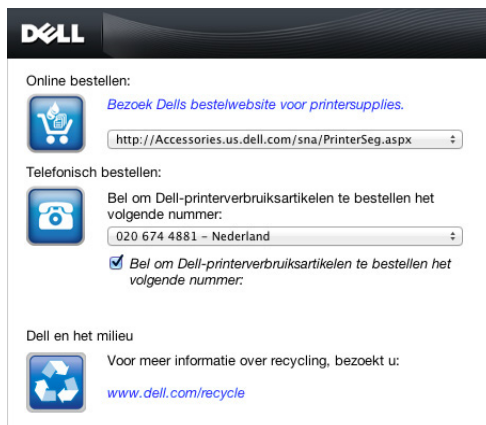 DELL
Online bestellen:
Bezoek Dells bestelwebsite voor printersupplies.
http://Accessories.us.dell.com/sna/PrinterSeg.aspx
Telefonisch bestellen:
Bel om Dell-printerverbruiksartikelen te bestellen het
volgende nummer:
020 674 4881 – Nederland
Bel om Dell-printerverbruiksartikelen te bestellen het
volgende nummer:
Dell en het milieu
Voor meer informatie over recycling, bezoekt u:
www.dell.com/recycle